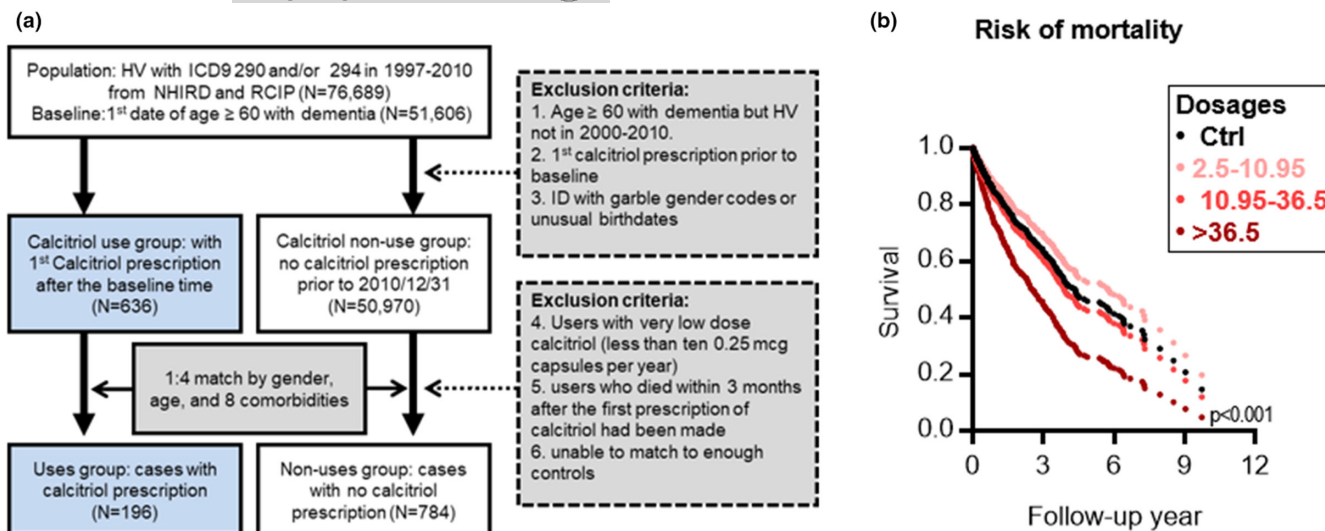 (a)
Population: HV with ICD9 290 and/or 294 in 1997-2010
from NHIRD and RCIP (N=76,689)
Baseline:1st date of age ≥ 60 with dementia (N=51,606)
Exclusion criteria:
1. Age ≥ 60 with dementia but HV
not in 2000-2010.
2. 1st calcitriol prescription prior to
baseline
3. ID with garble gender codes or
unusual birthdates
Calcitriol use group: with
1st Calcitriol prescription
after the baseline time
(N=636)
Calcitriol non-use group:
no calcitriol prescription
prior to 2010/12/31
(N=50,970)
Exclusion criteria:
4. Users with very low dose
calcitriol (less than ten 0.25 mcg
capsules per year)
5. users who died within 3 months
after the first prescription of
calcitriol had been made
6. unable to match to enough
controls
1:4 match by gender,
age, and 8 comorbidities
Uses group: cases with
calcitriol prescription
(N=196)
Non-uses group: cases
with no calcitriol
prescription (N=784)
(b)
Risk of mortality
Dosages
Ctrl
2.5-10.95
10.95-36.5
>36.5
Survival
1.0
0.8
0.6
0.4
0.2
0.0
p<0.001
0 3 6 9 12
Follow-up year